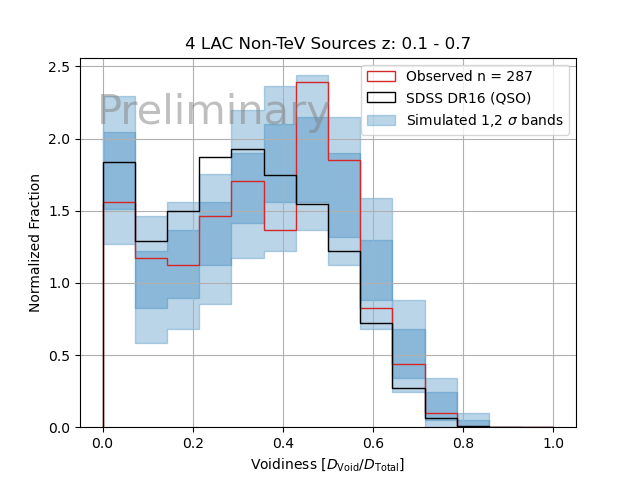 4 LAC Non-TeV Sources z: 0.1 - 0.7
Preliminary
Observed n = 287
SDSS DR16 (QSO)
Simulated 1,2 σ bands
Normalized Fraction
2.5
2.0
1.5
1.0
0.5
0.0
0.0 0.2 0.4 0.6 0.8 1.0
Voidiness [D_Void/D_Total]